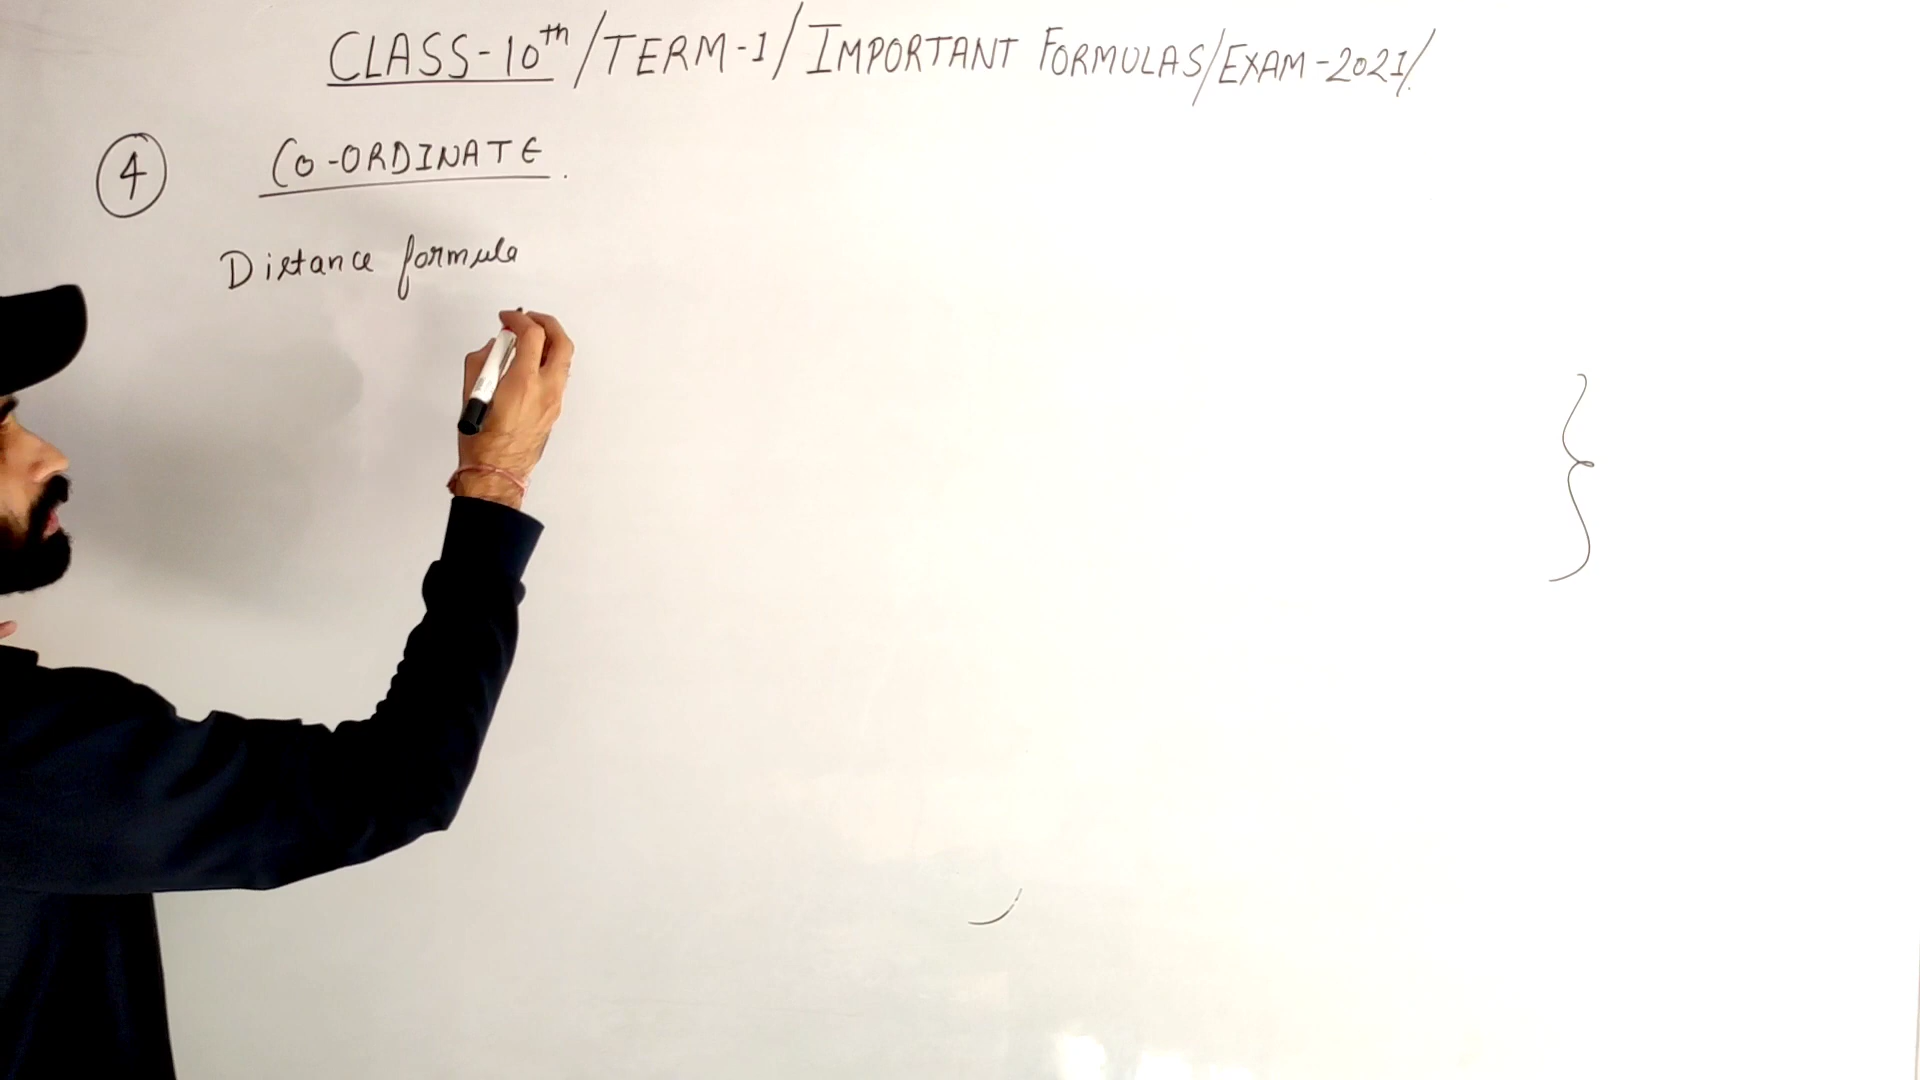 CLASS-10th/TERM-1/IMPORTANT FORMULAS/EXAM-2021/
4 CO-ORDINATE.
Distance formula